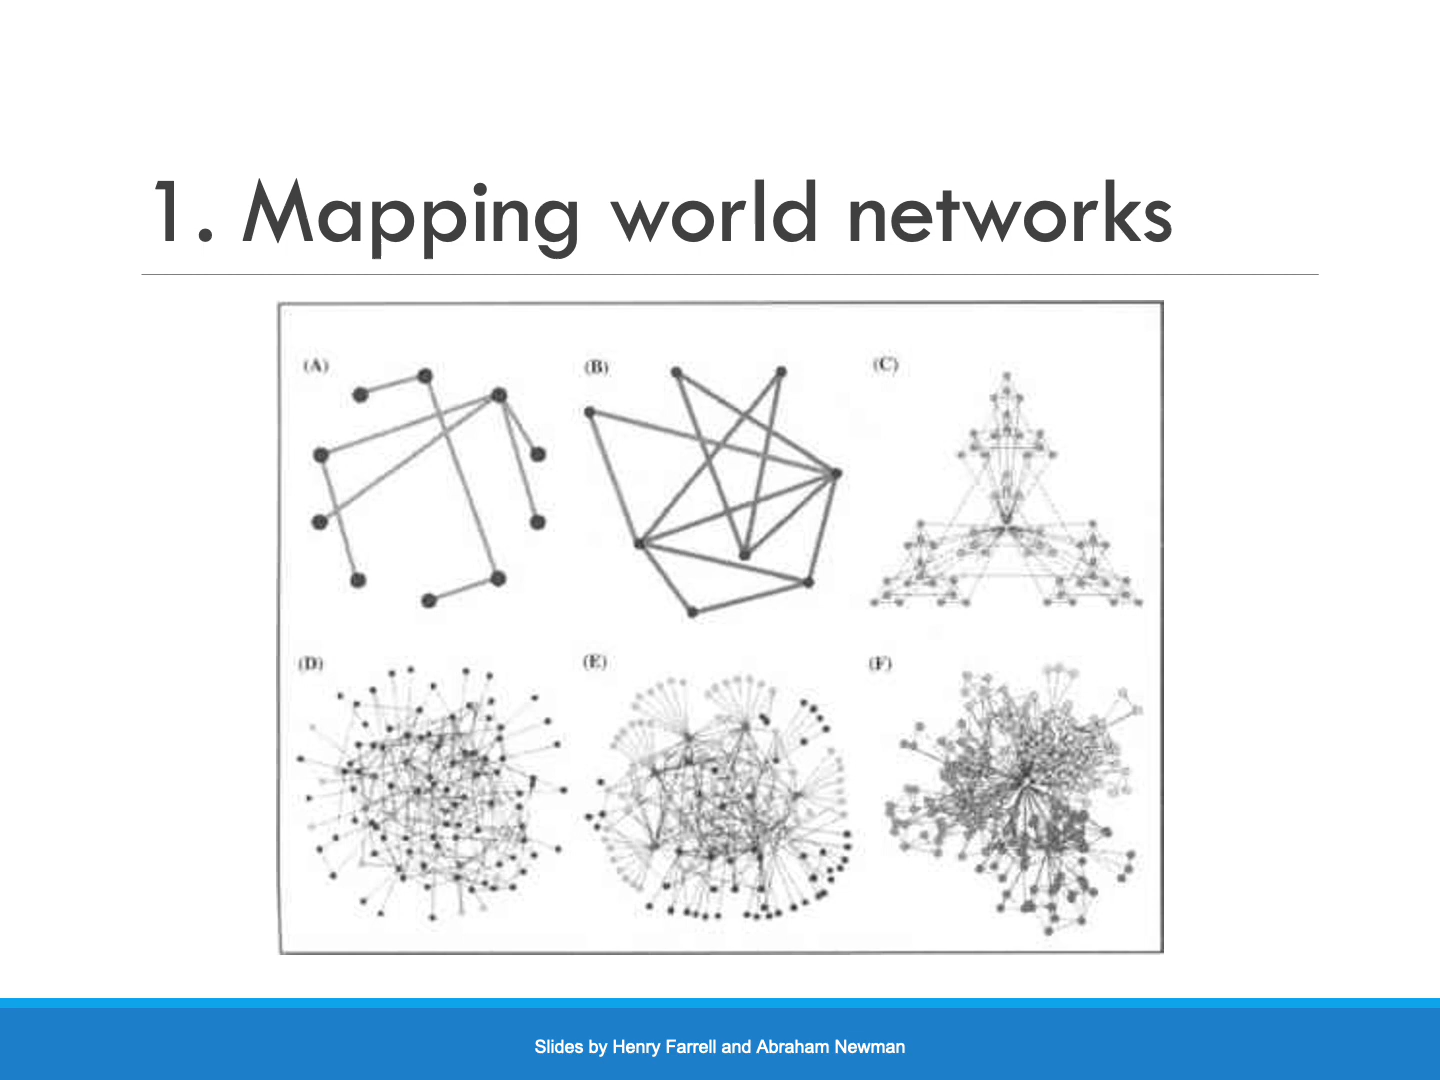 1. Mapping world networks
(A)
(B)
(C)
(D)
(E)
(F)
Slides by Henry Farrell and Abraham Newman